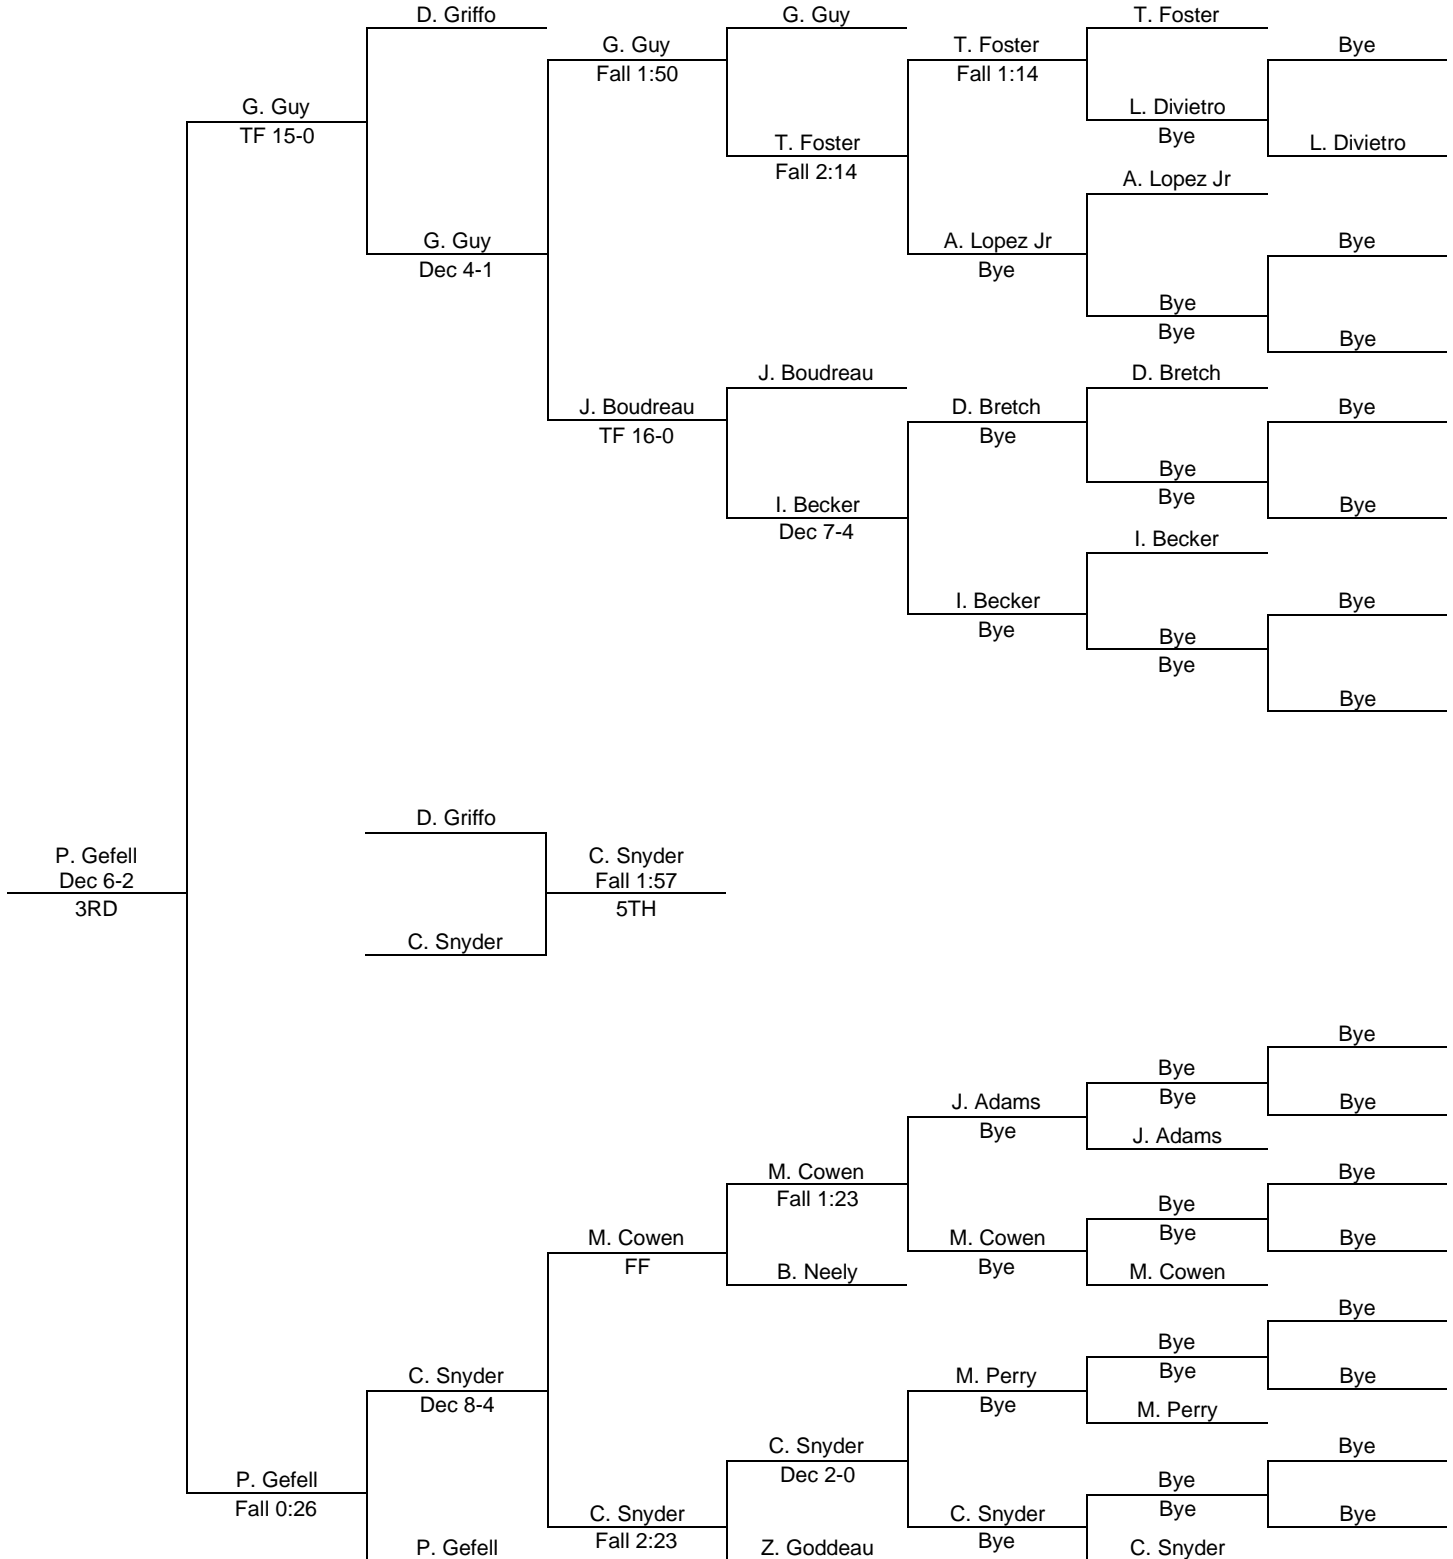 D. Griffo
G. Guy
T. Foster
G. Guy
Fall 1:50
T. Foster
Fall 1:14
Bye
G. Guy
TF 15-0
L. Divietro
Bye
T. Foster
Fall 2:14
L. Divietro
A. Lopez Jr
G. Guy
Dec 4-1
A. Lopez Jr
Bye
Bye
Bye
Bye
Bye
J. Boudreau
D. Bretch
J. Boudreau
TF 16-0
D. Bretch
Bye
Bye
Bye
Bye
I. Becker
Dec 7-4
Bye
I. Becker
I. Becker
Bye
Bye
Bye
Bye
Bye
D. Griffo
P. Gefell
Dec 6-2
3RD
C. Snyder
Fall 1:57
5TH
C. Snyder
Bye
Bye
Bye
J. Adams
Bye
Bye
J. Adams
M. Cowen
Fall 1:23
Bye
Bye
Bye
M. Cowen
FF
M. Cowen
Bye
Bye
B. Neely
M. Cowen
Bye
Bye
Bye
C. Snyder
Dec 8-4
M. Perry
Bye
Bye
M. Perry
C. Snyder
Dec 2-0
Bye
P. Gefell
Fall 0:26
Bye
Bye
C. Snyder
Fall 2:23
C. Snyder
Bye
Bye
P. Gefell
Z. Goddeau
C. Snyder